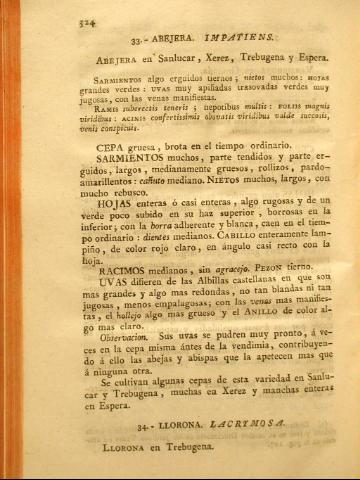 324
33.- ABEJERA. IMPATIENS.
ABEJERA en Sanlucar, Xerez, Trebugena y Espera.
SARMIENTOS algo erguidos tiernos; nietos muchos: HOJAS
grandes verdes: UVAS muy apiñadas trasovadas verdes muy
jugosas, con las venas manifiestas.
RAMIS suberectis teneris; nepotibus multis: FOLIIS magnis
viridibus: ACINIS confertissimis obovatis viridibus valde succosis,
venis conspicuis.
CEPA gruesa, brota en el tiempo ordinario.
SARMIENTOS muchos, parte tendidos y parte er-
guidos, largos, medianamente gruesos, rollizos, pardo-
amarillentos: cañuto mediano. NIETOS muchos, largos, con
mucho rebusco.
HOJAS enteras ó casi enteras, algo rugosas y de un
verde poco subido en su haz superior, borrosas en la
inferior; con la borra adherente y blanca, caen en el tiem-
po ordinario: dientes medianos. CABILLO enteramente lam-
piño, de color rojo claro, en ángulo casi recto con la
hoja.
RACIMOS medianos, sin agracejo. PEZON tierno.
UVAS difieren de las Albillas castellanas en que son
mas grandes y algo mas redondas, no tan blandas ni tan
jugosas, menos empalagosas; con las venas mas manifies-
tas, el hollejo algo mas grueso y el ANILLO de color al-
go mas claro.
Observacion. Sus uvas se pudren muy pronto, á ve-
ces en la cepa misma ántes de la vendimia, contribuyen-
do á ello las abejas y abispas que la apetecen mas que
á ninguna otra.
Se cultivan algunas cepas de esta variedad en Sanlu-
car y Trebugena, muchas en Xerez y manchas enteras
en Espera.
34.- LLORONA. LACRYMOSA.
LLORONA en Trebugena.